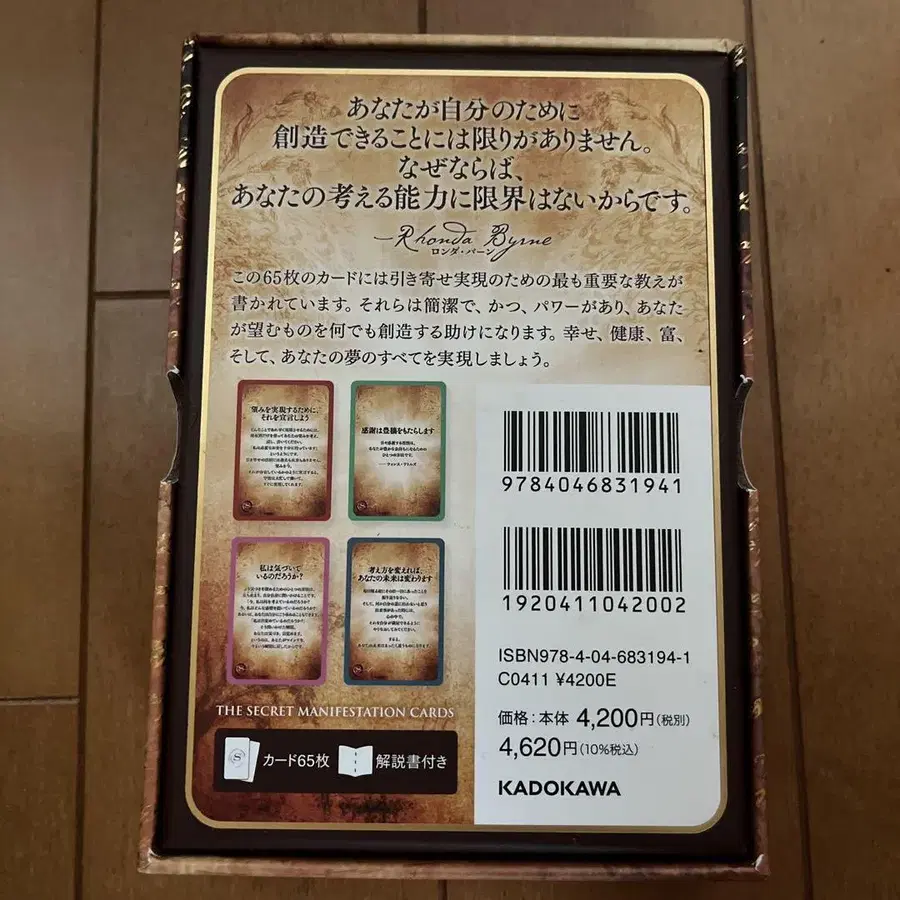 あなたが自分のために
創造できることには限りがありません。
なぜならば、
あなたの考える能力に限界はないからです。
—Rhonda Byrne
ロンダ・バーン
この65枚のカードには引き寄せ実現のための最も重要な教えが
書かれています。それらは簡潔で、かつ、パワーがあり、あなた
が望むものを何でも創造する助けになります。幸せ、健康、富、
そして、あなたの夢のすべてを実現しましょう。
望みを実現するために、
それを宣言しよう
感謝は豊穣をもたらします
私は気づいて
いるのだろうか?
考え方を変えれば、
あなたの未来は変わります
THE SECRET MANIFESTATION CARDS
S
カード65枚
解説書付き
9784046831941
1920411042002
ISBN978-4-04-683194-1
C0411 ¥4200E
価格:本体 4,200円(税別)
4,620円(10%税込)
KADOKAWA